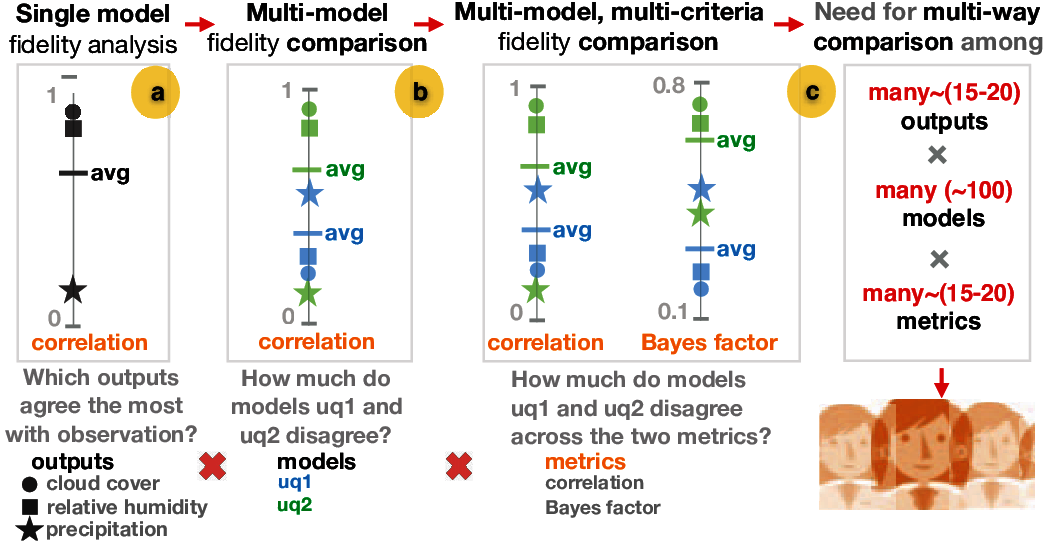 Single model
fidelity analysis
a
1
avg
0
correlation
Which outputs
agree the most
with observation?
outputs
cloud cover
relative humidity
precipitation
Multi-model
fidelity comparison
b
1
avg
avg
0
correlation
How much do
models uq1 and
uq2 disagree?
models
uq1
uq2
Multi-model, multi-criteria
fidelity comparison
c
1
avg
avg
0
correlation
0.8
avg
avg
0.1
Bayes factor
How much do models
uq1 and uq2 disagree
across the two metrics?
metrics
correlation
Bayes factor
Need for multi-way
comparison among
many~(15-20)
outputs
×
many (~100)
models
×
many~(15-20)
metrics